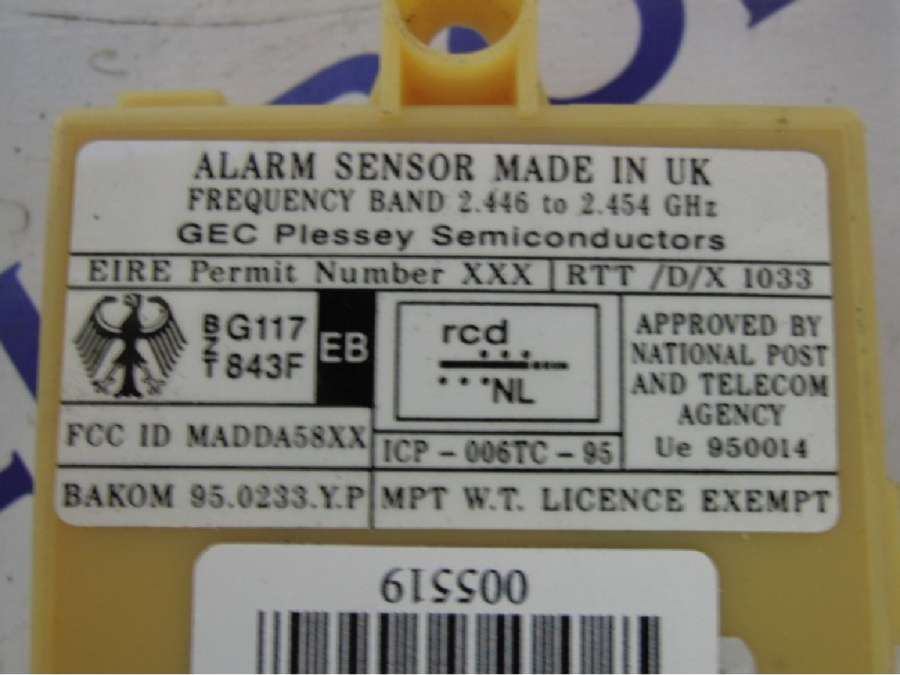 ALARM SENSOR MADE IN UK
FREQUENCY BAND 2.446 to 2.454 GHz
GEC Plessey Semiconductors
EIRE Permit Number XXX
RTT /D/X 1033
BZT G117 843F
EB
rcd
NL
APPROVED BY
NATIONAL POST
AND TELECOM
AGENCY
Ue 950014
FCC ID MADDA58XX
ICP - 006TC - 95
BAKOM 95.0233.Y.P
MPT W.T. LICENCE EXEMPT
005519